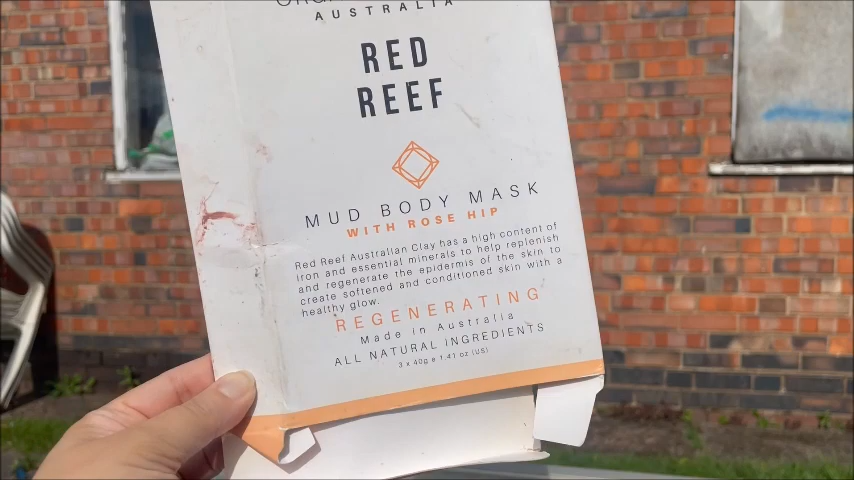 AUSTRALIA
RED
REEF
MUD BODY MASK
WITH ROSE HIP
Red Reef Australian Clay has a high content of
iron and essential minerals to help replenish
and regenerate the epidermis of the skin to
create softened and conditioned skin with a
healthy glow.
REGENERATING
Made in Australia
ALL NATURAL INGREDIENTS
3 x 40g e 1.41 oz (US)